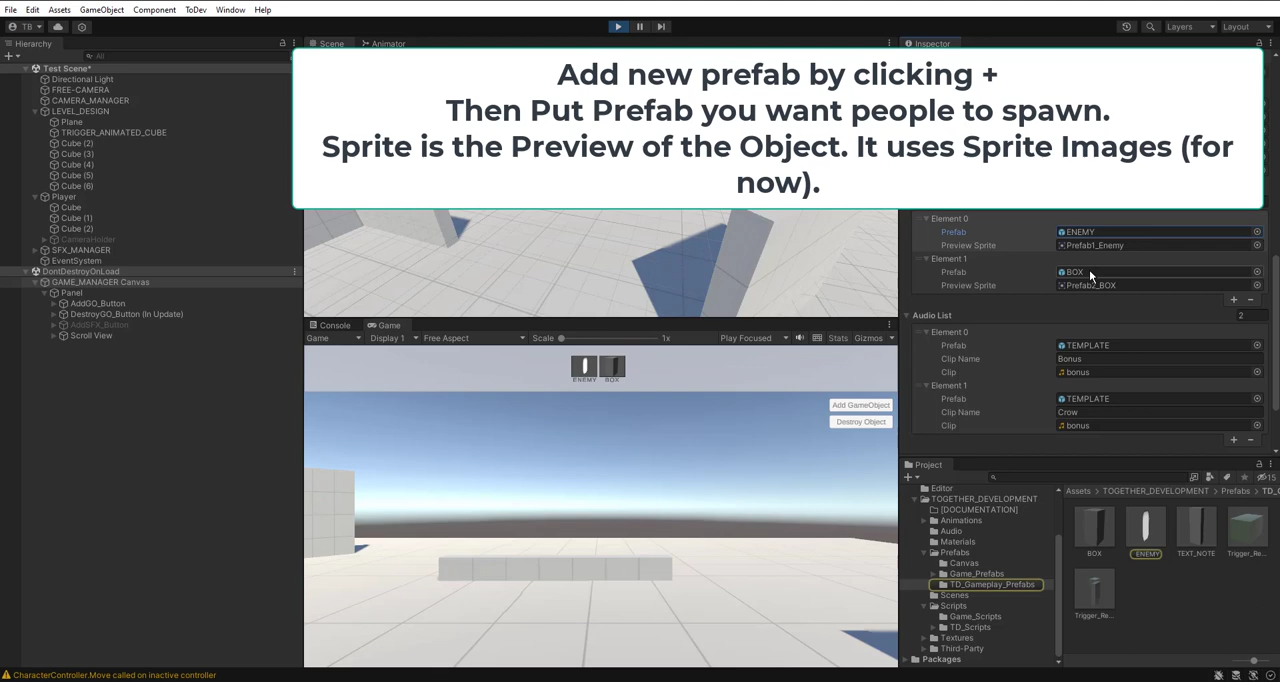 File Edit Assets GameObject Component ToDev Window Help
TB Layers Layout
Hierarchy Scene Animator Inspector
All
Test Scene*
Directional Light
FREE-CAMERA
CAMERA_MANAGER
LEVEL_DESIGN
Plane
TRIGGER_ANIMATED_CUBE
Cube (2)
Cube (3)
Cube (4)
Cube (5)
Cube (6)
Player
Cube
Cube (1)
Cube (2)
CameraHolder
SFX_MANAGER
EventSystem
DontDestroyOnLoad
GAME_MANAGER Canvas
Panel
AddGO_Button
DestroyGO_Button (In Update)
AddSFX_Button
Scroll View
Add new prefab by clicking +
Then Put Prefab you want people to spawn.
Sprite is the Preview of the Object. It uses Sprite Images (for
now).
Element 0
Prefab ENEMY
Preview Sprite Prefab1_Enemy
Element 1
Prefab BOX
Preview Sprite Prefab2_BOX
Audio List 2
Element 0
Prefab TEMPLATE
Clip Name Bonus
Clip bonus
Element 1
Prefab TEMPLATE
Clip Name Crow
Clip bonus
Console Game
Game Display 1 Free Aspect Scale 1x Play Focused Stats Gizmos
ENEMY BOX
Add GameObject
Destroy Object
Project
15
Editor
TOGETHER_DEVELOPMENT
[DOCUMENTATION]
Animations
Audio
Materials
Prefabs
Canvas
Game_Prefabs
TD_Gameplay_Prefabs
Scenes
Scripts
Game_Scripts
TD_Scripts
Textures
Third-Party
Packages
Assets TOGETHER_DEVELOPMENT Prefabs TD_G
BOX ENEMY TEXT_NOTE Trigger_Re...
Trigger_Re...
CharacterController.Move called on inactive controller